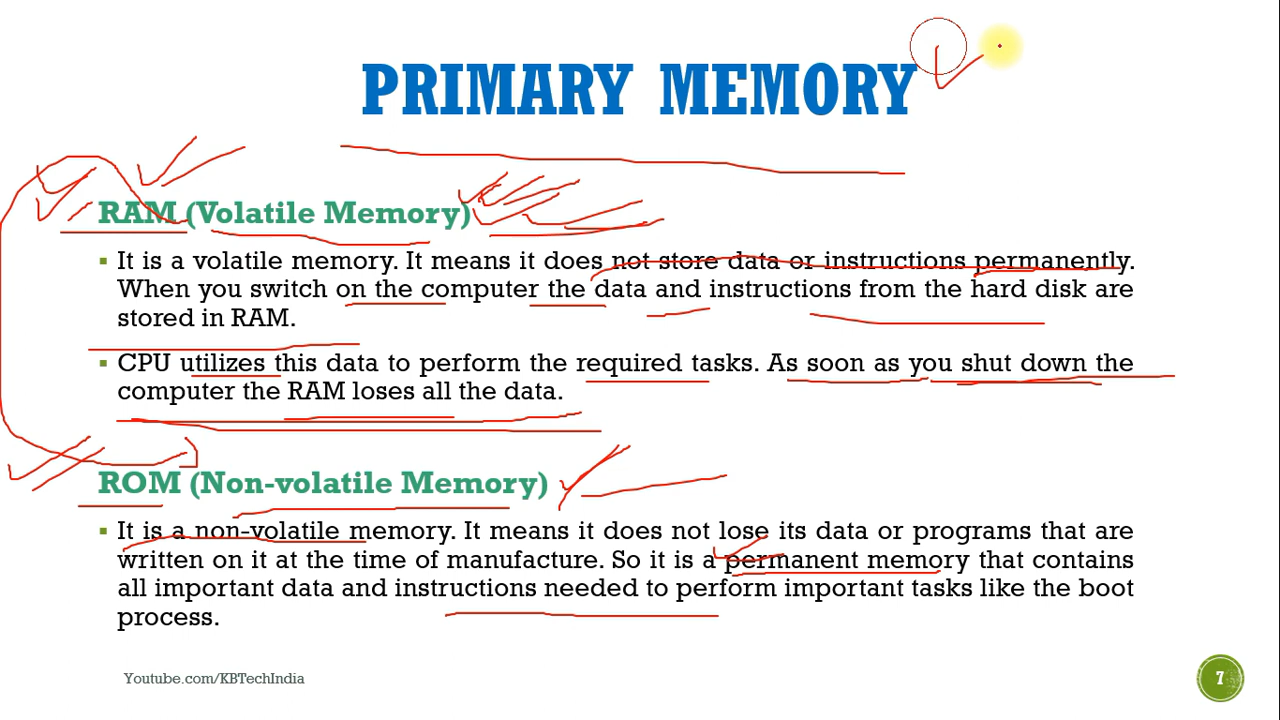 PRIMARY MEMORY
RAM (Volatile Memory)
▪ It is a volatile memory. It means it does not store data or instructions permanently.
When you switch on the computer the data and instructions from the hard disk are
stored in RAM.
▪ CPU utilizes this data to perform the required tasks. As soon as you shut down the
computer the RAM loses all the data.
ROM (Non-volatile Memory)
▪ It is a non-volatile memory. It means it does not lose its data or programs that are
written on it at the time of manufacture. So it is a permanent memory that contains
all important data and instructions needed to perform important tasks like the boot
process.
Youtube.com/KBTechIndia
7